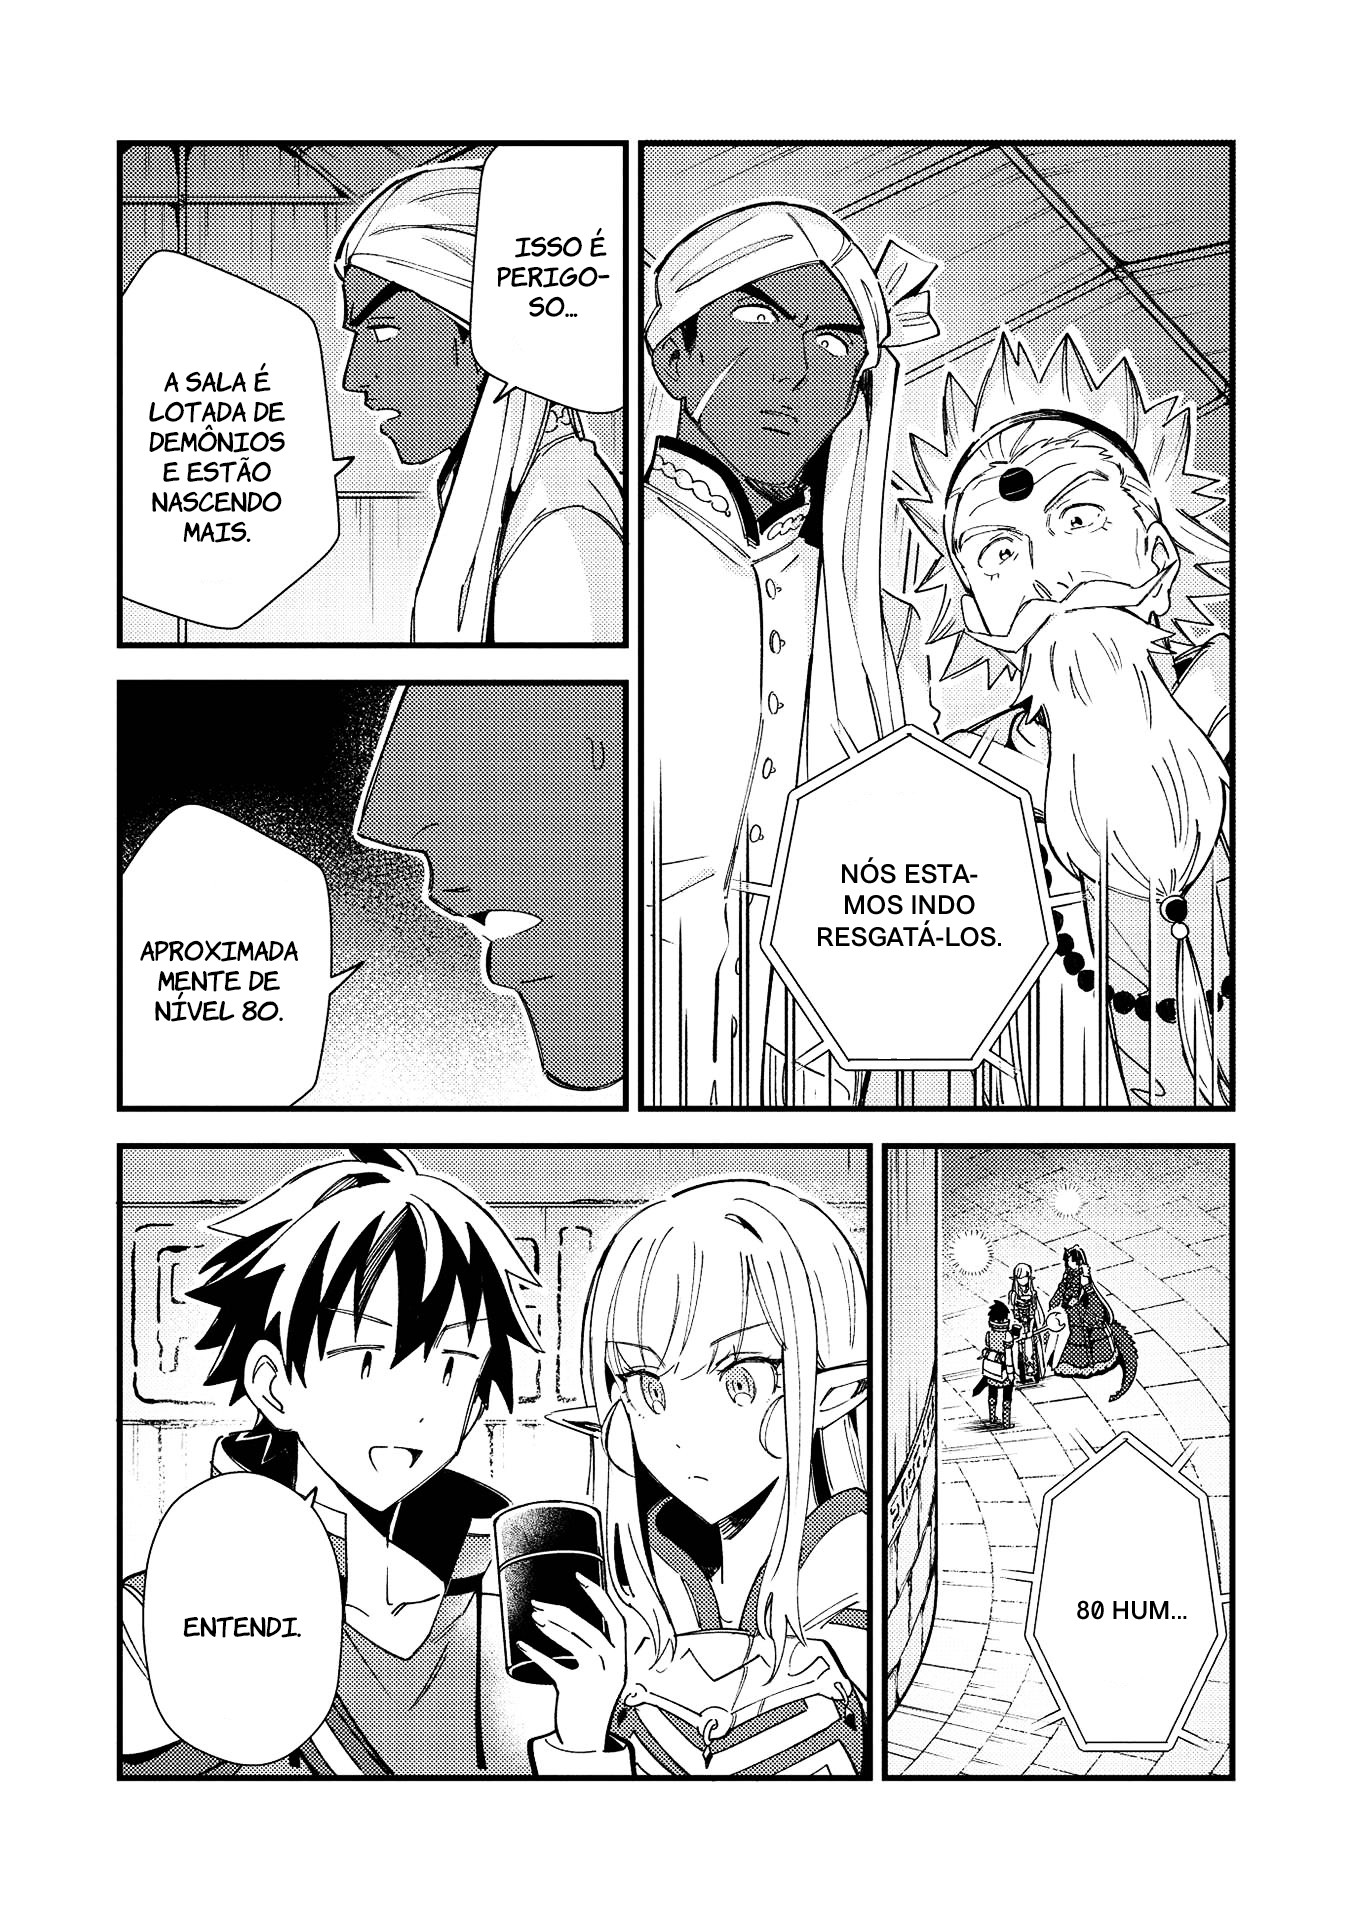 NÓS ESTA-
MOS INDO
RESGATÁ-LOS.
ISSO É
PERIGO-
SO...
A SALA É
LOTADA DE
DEMÔNIOS
E ESTÃO
NASCENDO
MAIS.
APROXIMADA
MENTE DE
NÍVEL 80.
80 HUM...
ENTENDI.